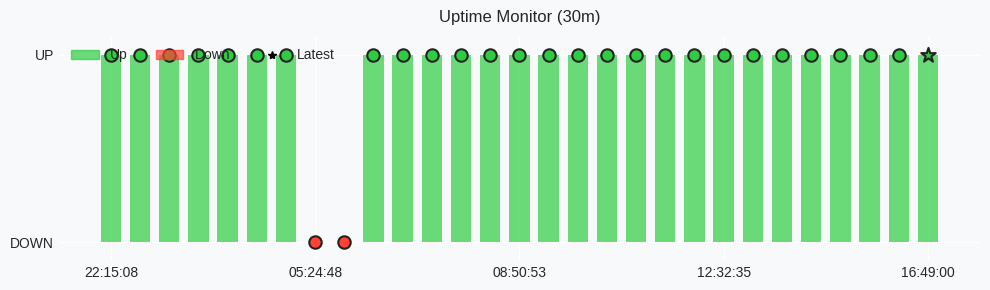 Uptime Monitor (30m)
UP
Up Down Latest
DOWN
22:15:08 05:24:48 08:50:53 12:32:35 16:49:00